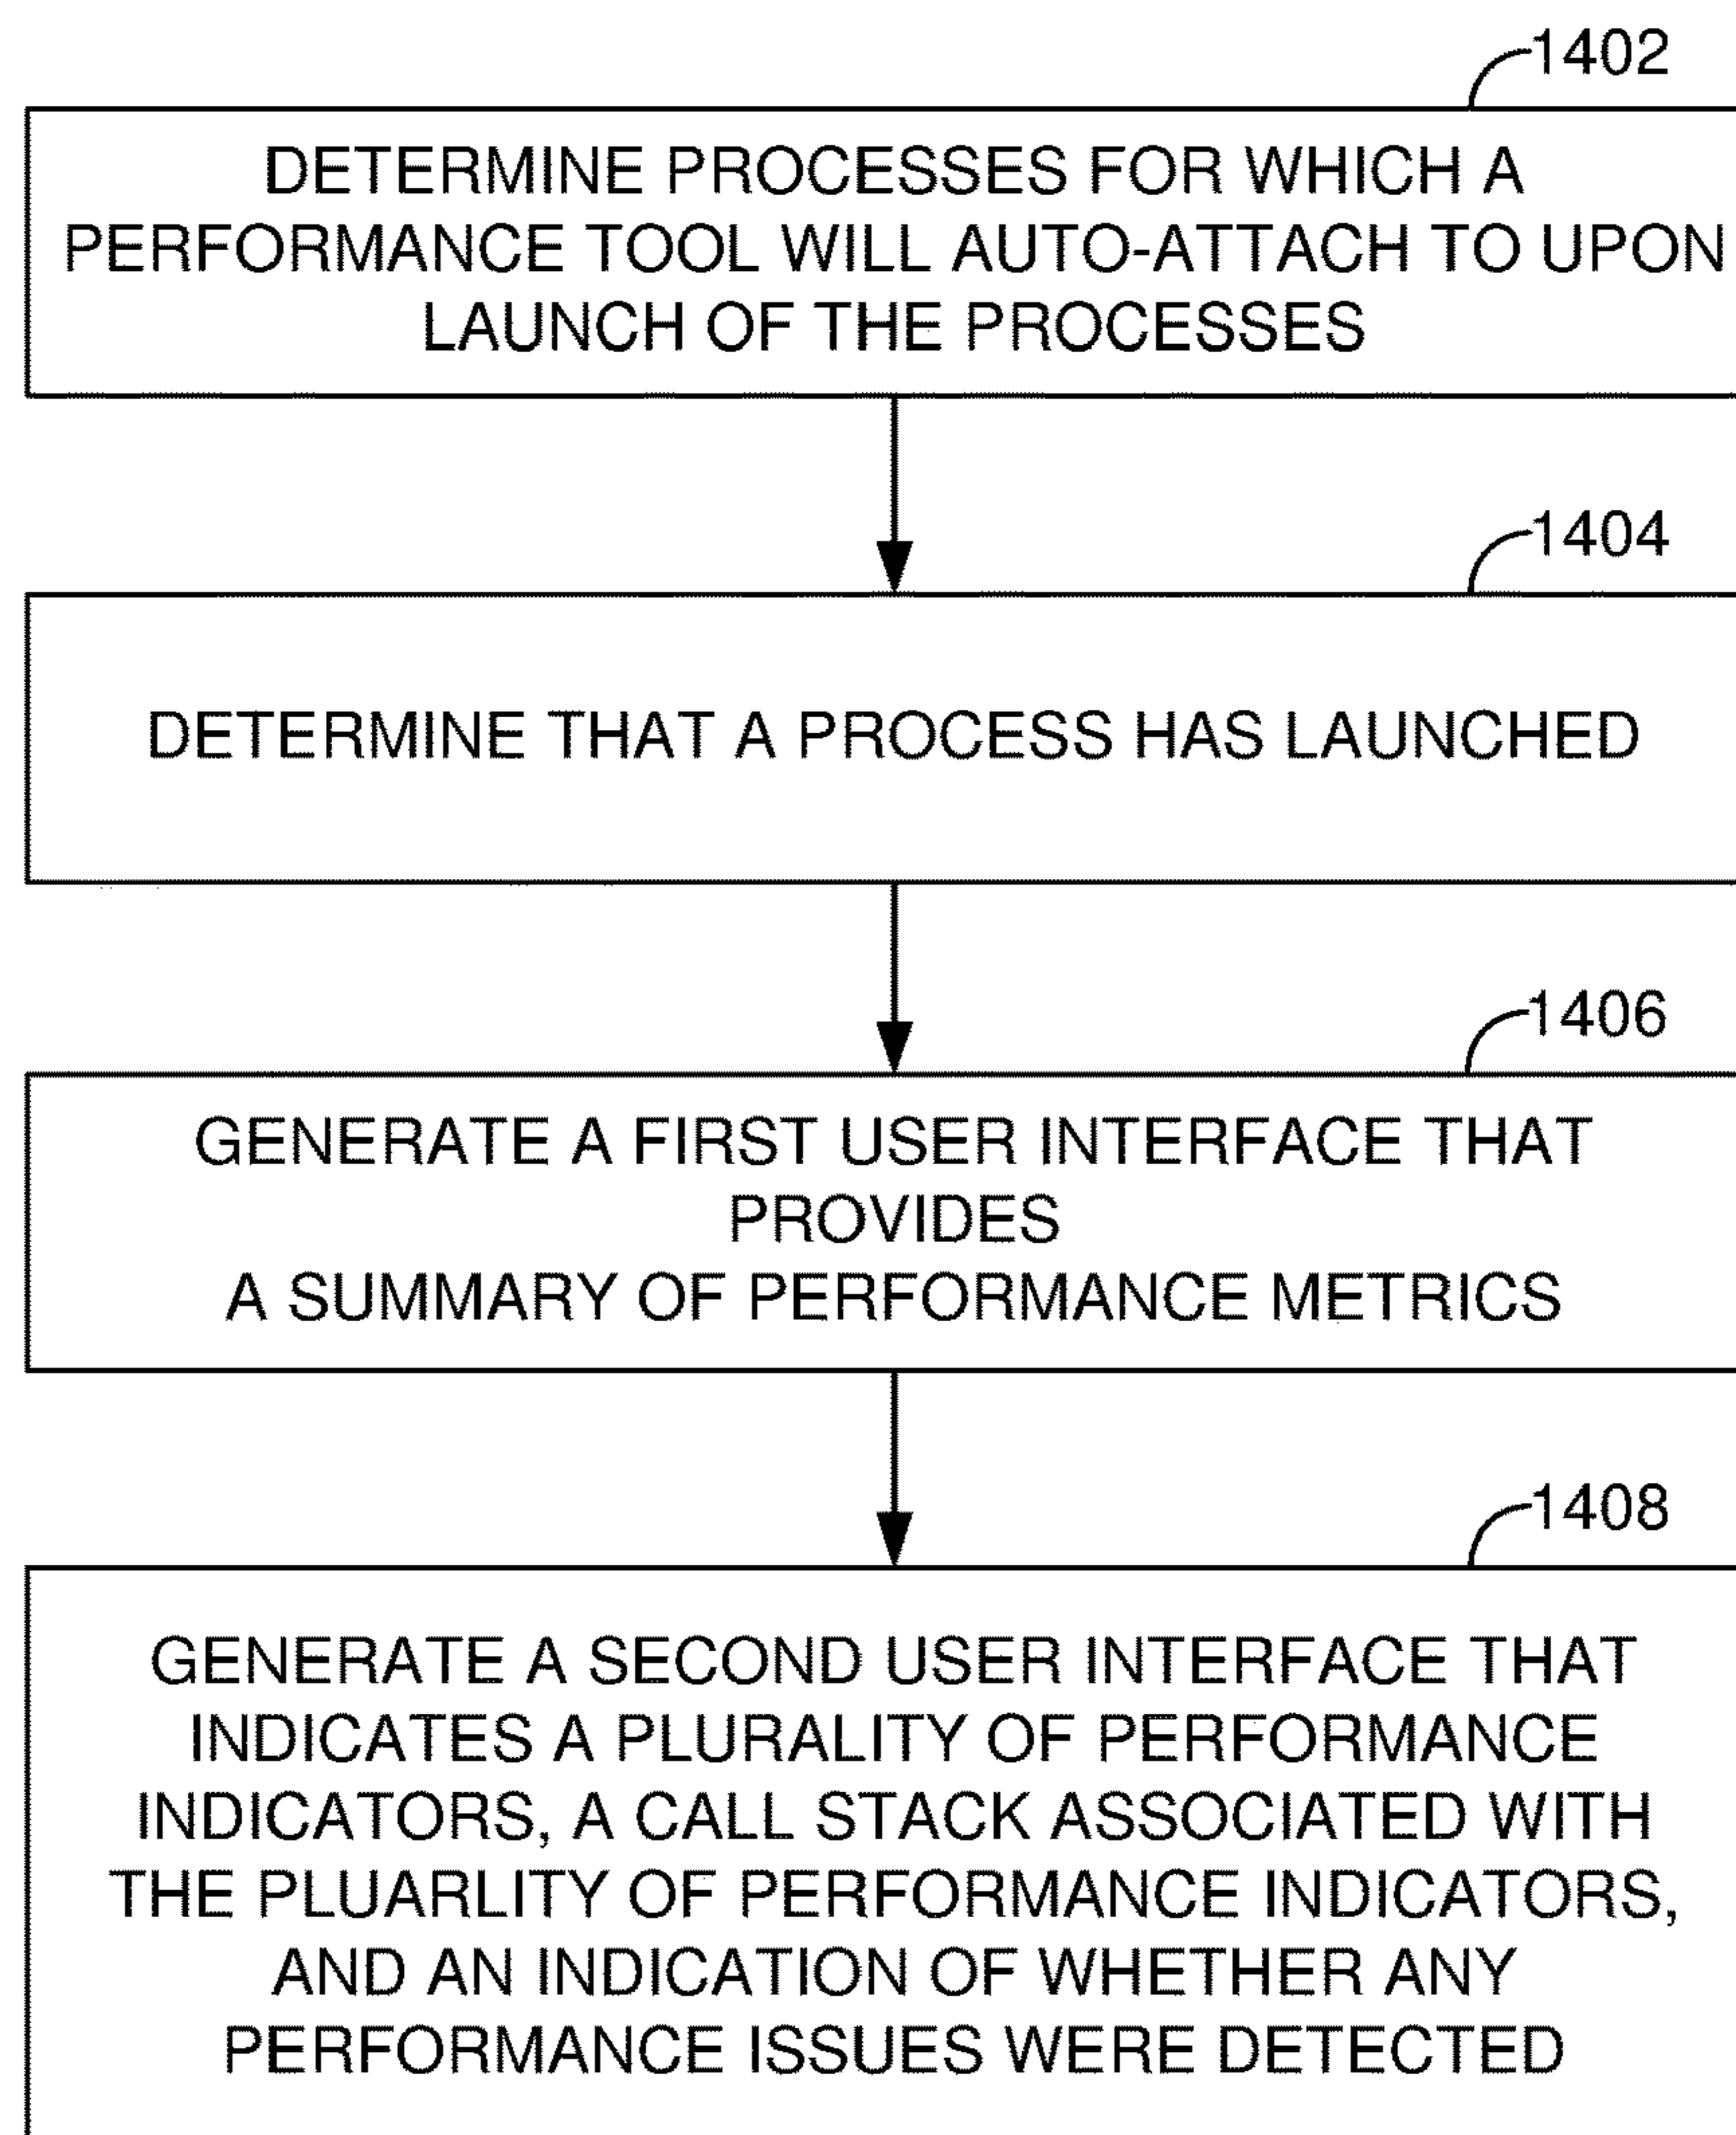 1402
DETERMINE PROCESSES FOR WHICH A
PERFORMANCE TOOL WILL AUTO-ATTACH TO UPON
LAUNCH OF THE PROCESSES
1404
DETERMINE THAT A PROCESS HAS LAUNCHED
1406
GENERATE A FIRST USER INTERFACE THAT
PROVIDES
A SUMMARY OF PERFORMANCE METRICS
1408
GENERATE A SECOND USER INTERFACE THAT
INDICATES A PLURALITY OF PERFORMANCE
INDICATORS, A CALL STACK ASSOCIATED WITH
THE PLUARLITY OF PERFORMANCE INDICATORS,
AND AN INDICATION OF WHETHER ANY
PERFORMANCE ISSUES WERE DETECTED